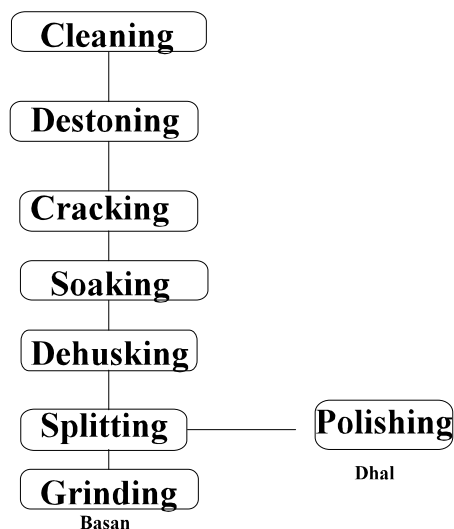 Cleaning
Destoning
Cracking
Soaking
Dehusking
Splitting
Polishing
Dhal
Grinding
Basan